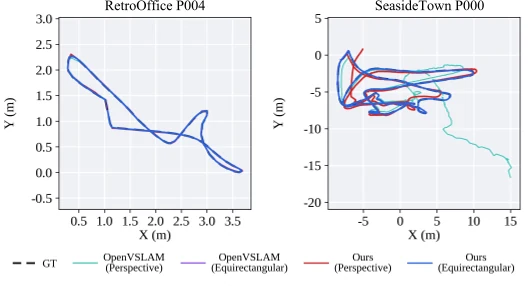 RetroOffice P004
SeasideTown P000
3.0
2.5
2.0
1.5
1.0
0.5
0.0
-0.5
Y (m)
0.5 1.0 1.5 2.0 2.5 3.0 3.5
X (m)
5
0
-5
-10
-15
-20
Y (m)
-5 0 5 10 15
X (m)
GT
OpenVSLAM
(Perspective)
OpenVSLAM
(Equirectangular)
Ours
(Perspective)
Ours
(Equirectangular)